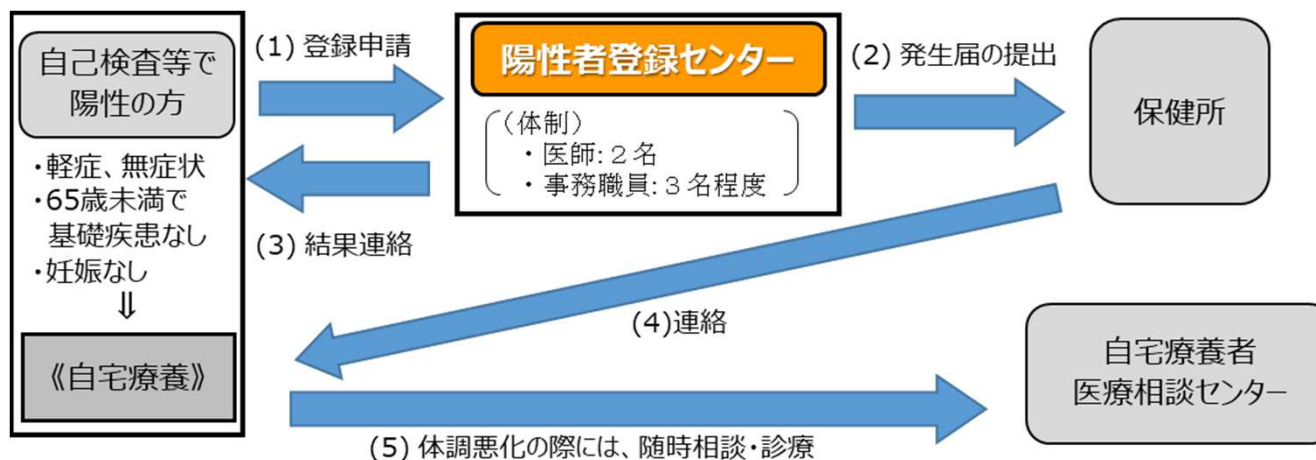 自己検査等で
陽性の方
・軽症、無症状
・65歳未満で
基礎疾患なし
・妊娠なし
⇓
《自宅療養》
(1) 登録申請
(3) 結果連絡
陽性者登録センター
（体制）
・医師:２名
・事務職員:３名程度
(2) 発生届の提出
保健所
(4)連絡
(5) 体調悪化の際には、随時相談・診療
自宅療養者
医療相談センター